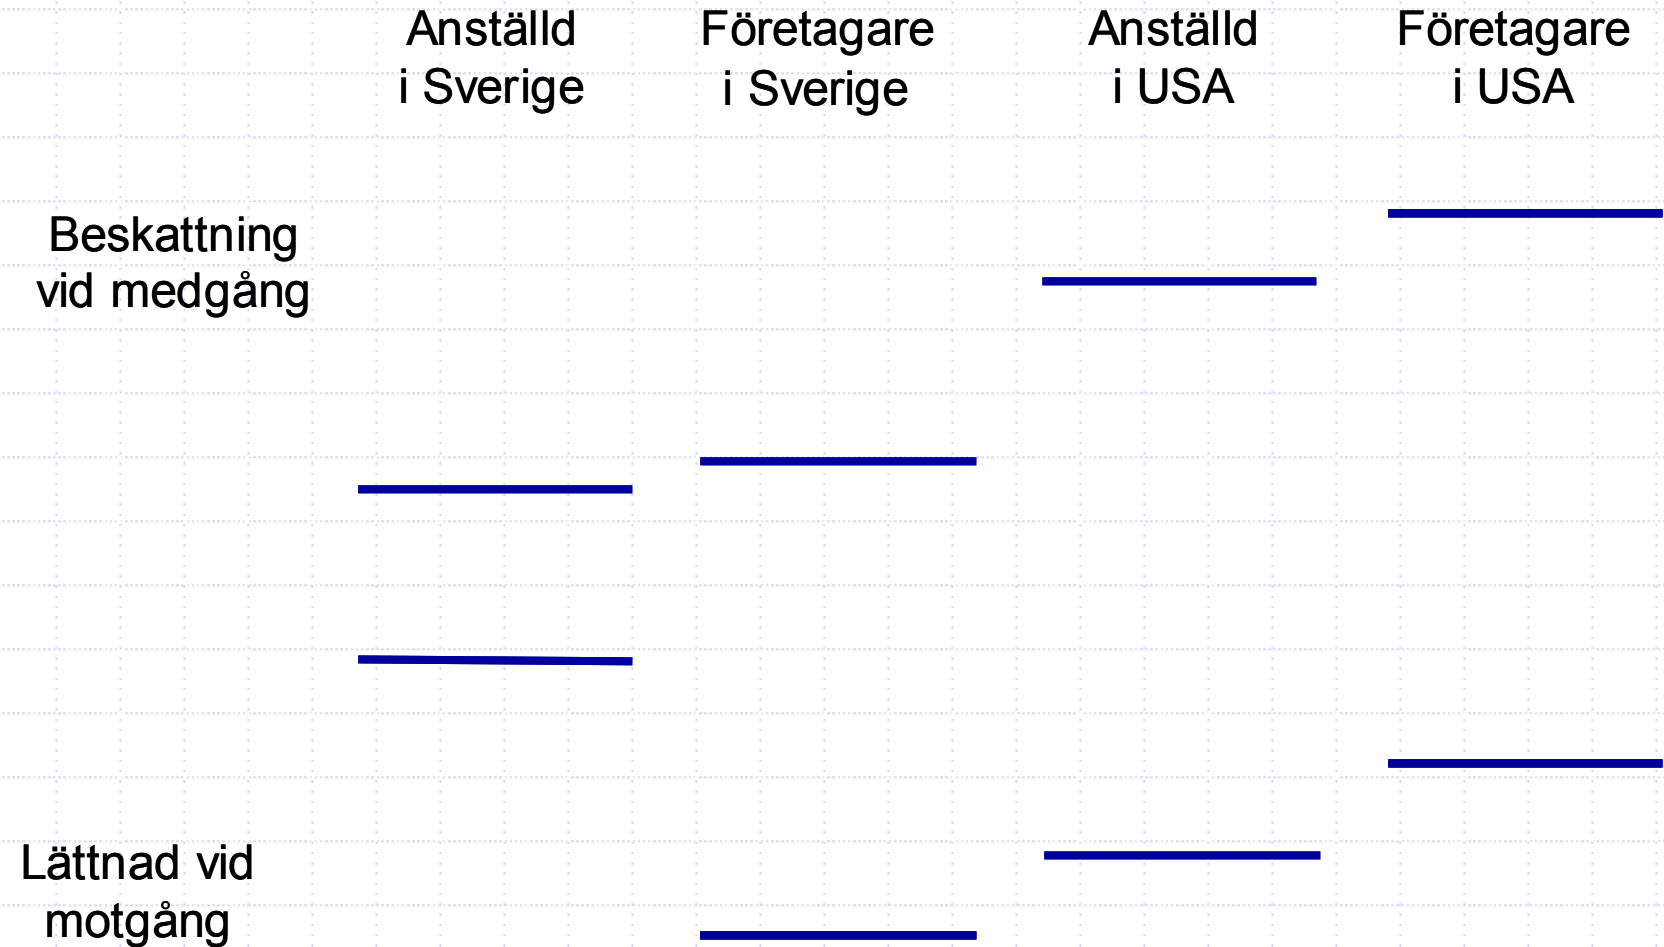 Anställd
i Sverige
Företagare
i Sverige
Anställd
i USA
Företagare
i USA
Beskattning
vid medgång
Lättnad vid
motgång